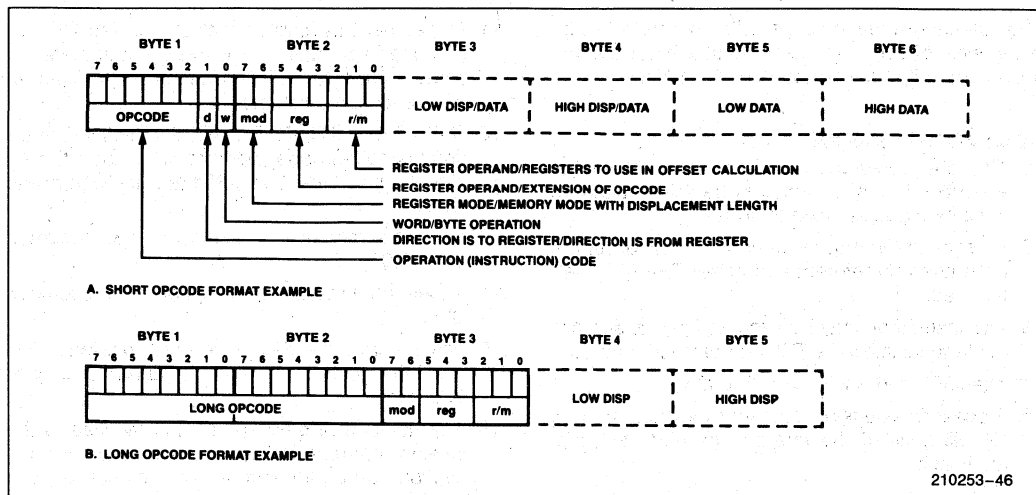 BYTE 1 BYTE 2 BYTE 3 BYTE 4 BYTE 5 BYTE 6
7 6 5 4 3 2 1 0 7 6 5 4 3 2 1 0
LOW DISP/DATA HIGH DISP/DATA LOW DATA HIGH DATA
OPCODE d w mod reg r/m
REGISTER OPERAND/REGISTERS TO USE IN OFFSET CALCULATION
REGISTER OPERAND/EXTENSION OF OPCODE
REGISTER MODE/MEMORY MODE WITH DISPLACEMENT LENGTH
WORD/BYTE OPERATION
DIRECTION IS TO REGISTER/DIRECTION IS FROM REGISTER
OPERATION (INSTRUCTION) CODE
A. SHORT OPCODE FORMAT EXAMPLE
BYTE 1 BYTE 2 BYTE 3 BYTE 4 BYTE 5
7 6 5 4 3 2 1 0 7 6 5 4 3 2 1 0 7 6 5 4 3 2 1 0
LOW DISP HIGH DISP
LONG OPCODE mod reg r/m
B. LONG OPCODE FORMAT EXAMPLE
210253–46